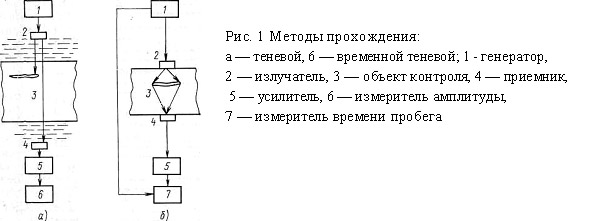 1
2
3
4
5
6
а)
1
2
3
4
5
7
б)
Рис. 1 Методы прохождения:
а — теневой, б — временной теневой; 1 - генератор,
2 — излучатель, 3 — объект контроля, 4 — приемник,
5 — усилитель, 6 — измеритель амплитуды,
7 — измеритель времени пробега